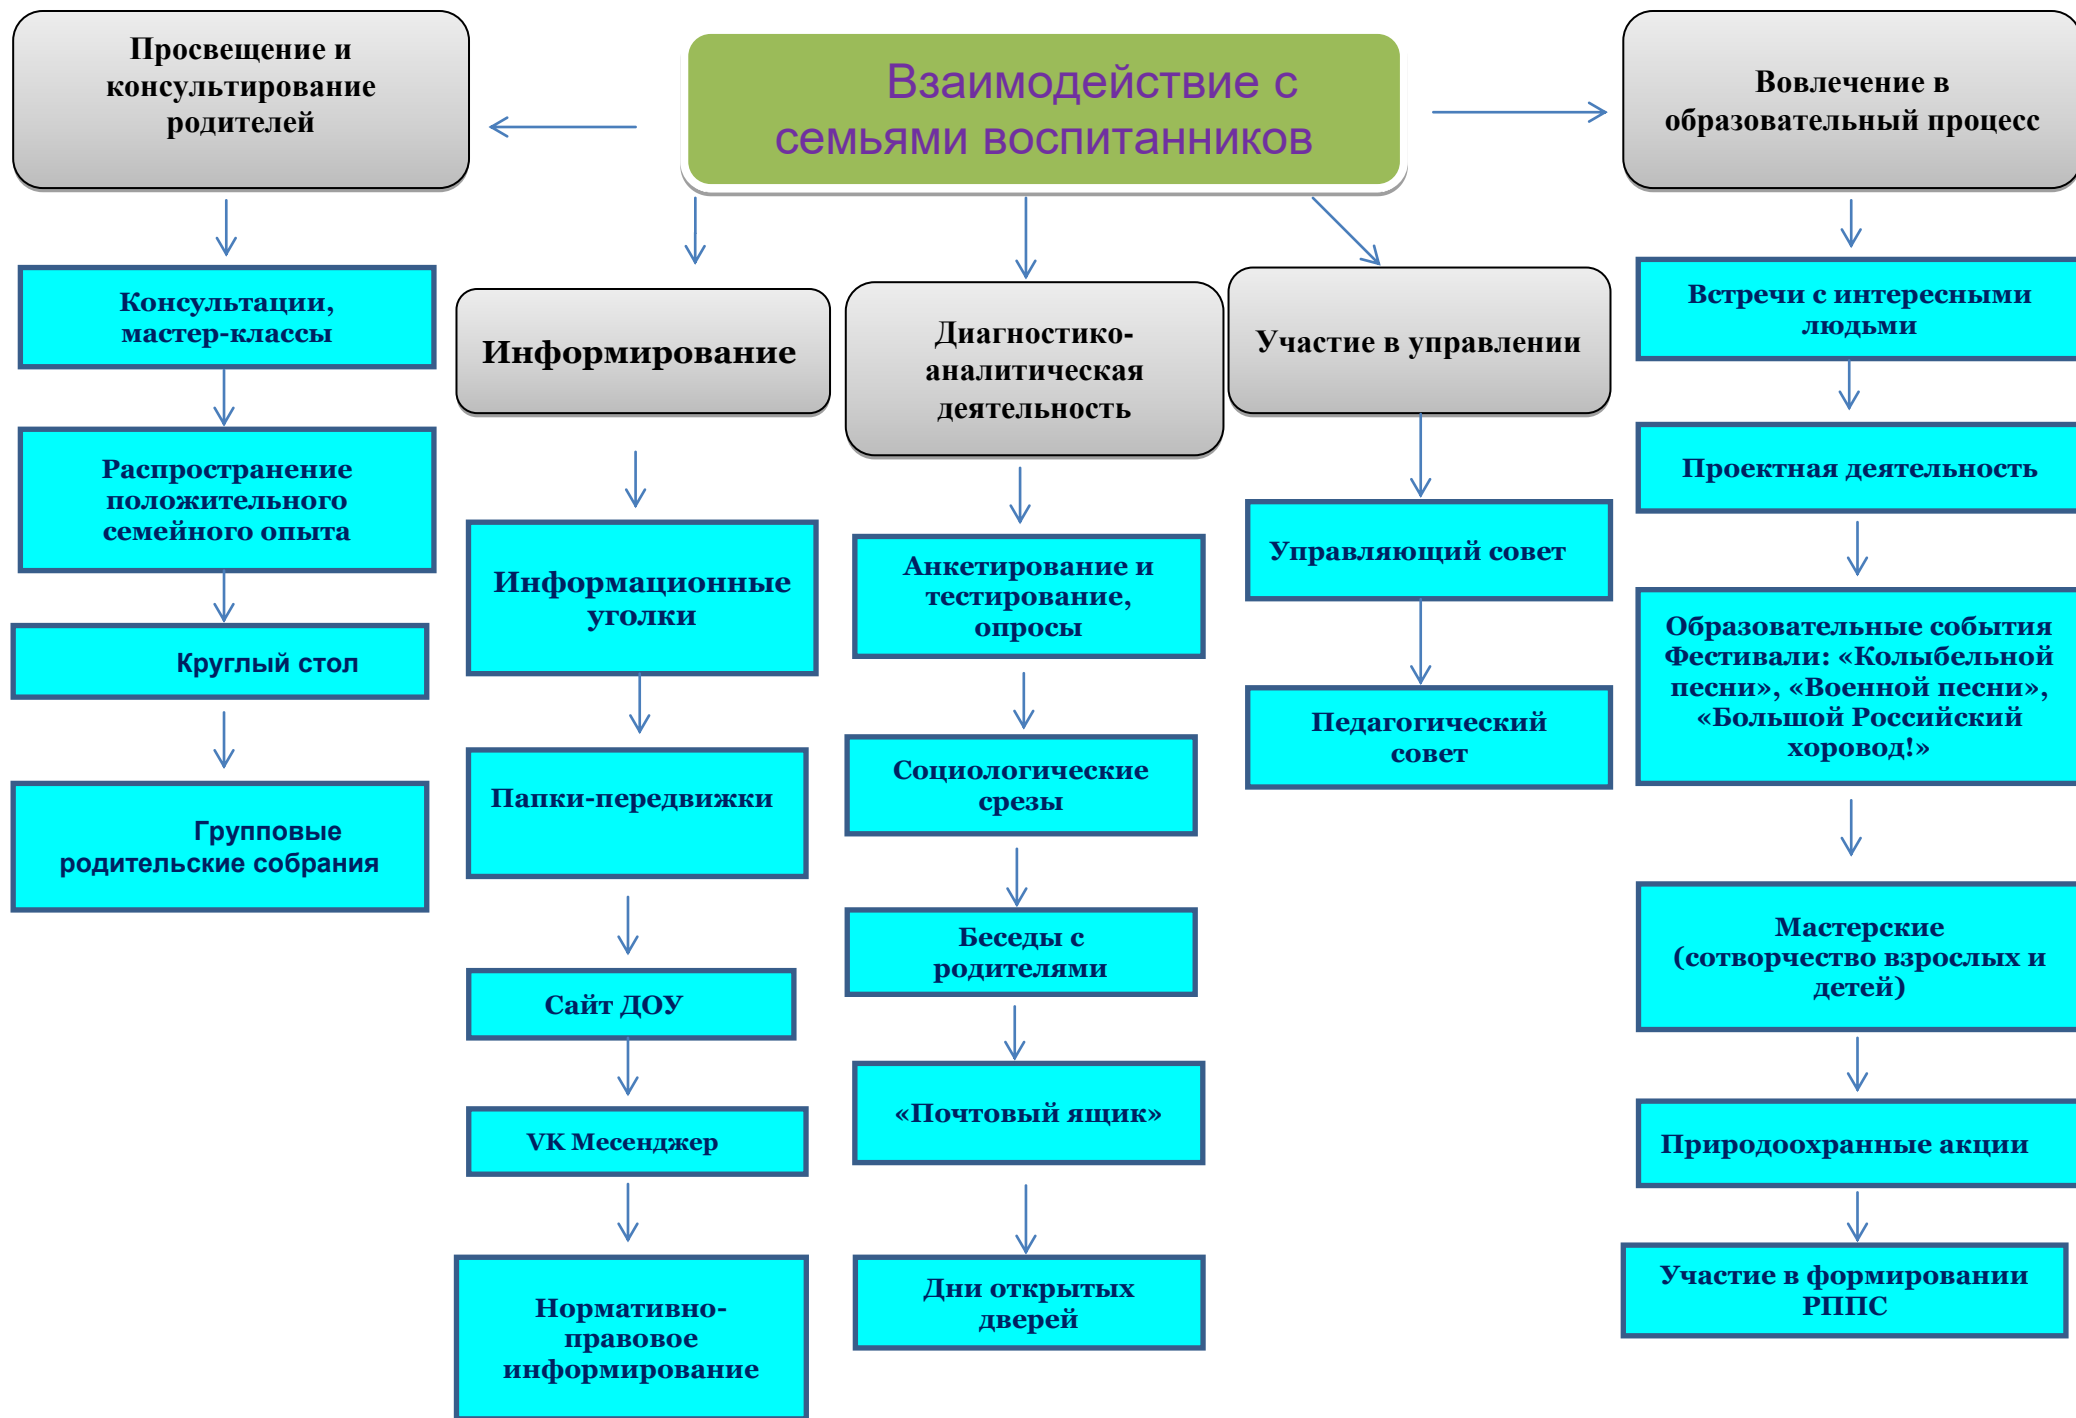 Просвещение и
консультирование
родителей
Взаимодействие с
семьями воспитанников
Вовлечение в
образовательный процесс
Консультации,
мастер-классы
Распространение
положительного
семейного опыта
Круглый стол
Групповые
родительские собрания
Информирование
Информационные
уголки
Папки-передвижки
Сайт ДОУ
VK Месенджер
Нормативно-
правовое
информирование
Диагностико-
аналитическая
деятельность
Анкетирование и
тестирование,
опросы
Социологические
срезы
Беседы с
родителями
«Почтовый ящик»
Дни открытых
дверей
Участие в управлении
Управляющий совет
Педагогический
совет
Встречи с интересными
людьми
Проектная деятельность
Образовательные события
Фестивали: «Колыбельной
песни», «Военной песни»,
«Большой Российский
хоровод!»
Мастерские
(сотворчество взрослых и
детей)
Природоохранные акции
Участие в формировании
РППС